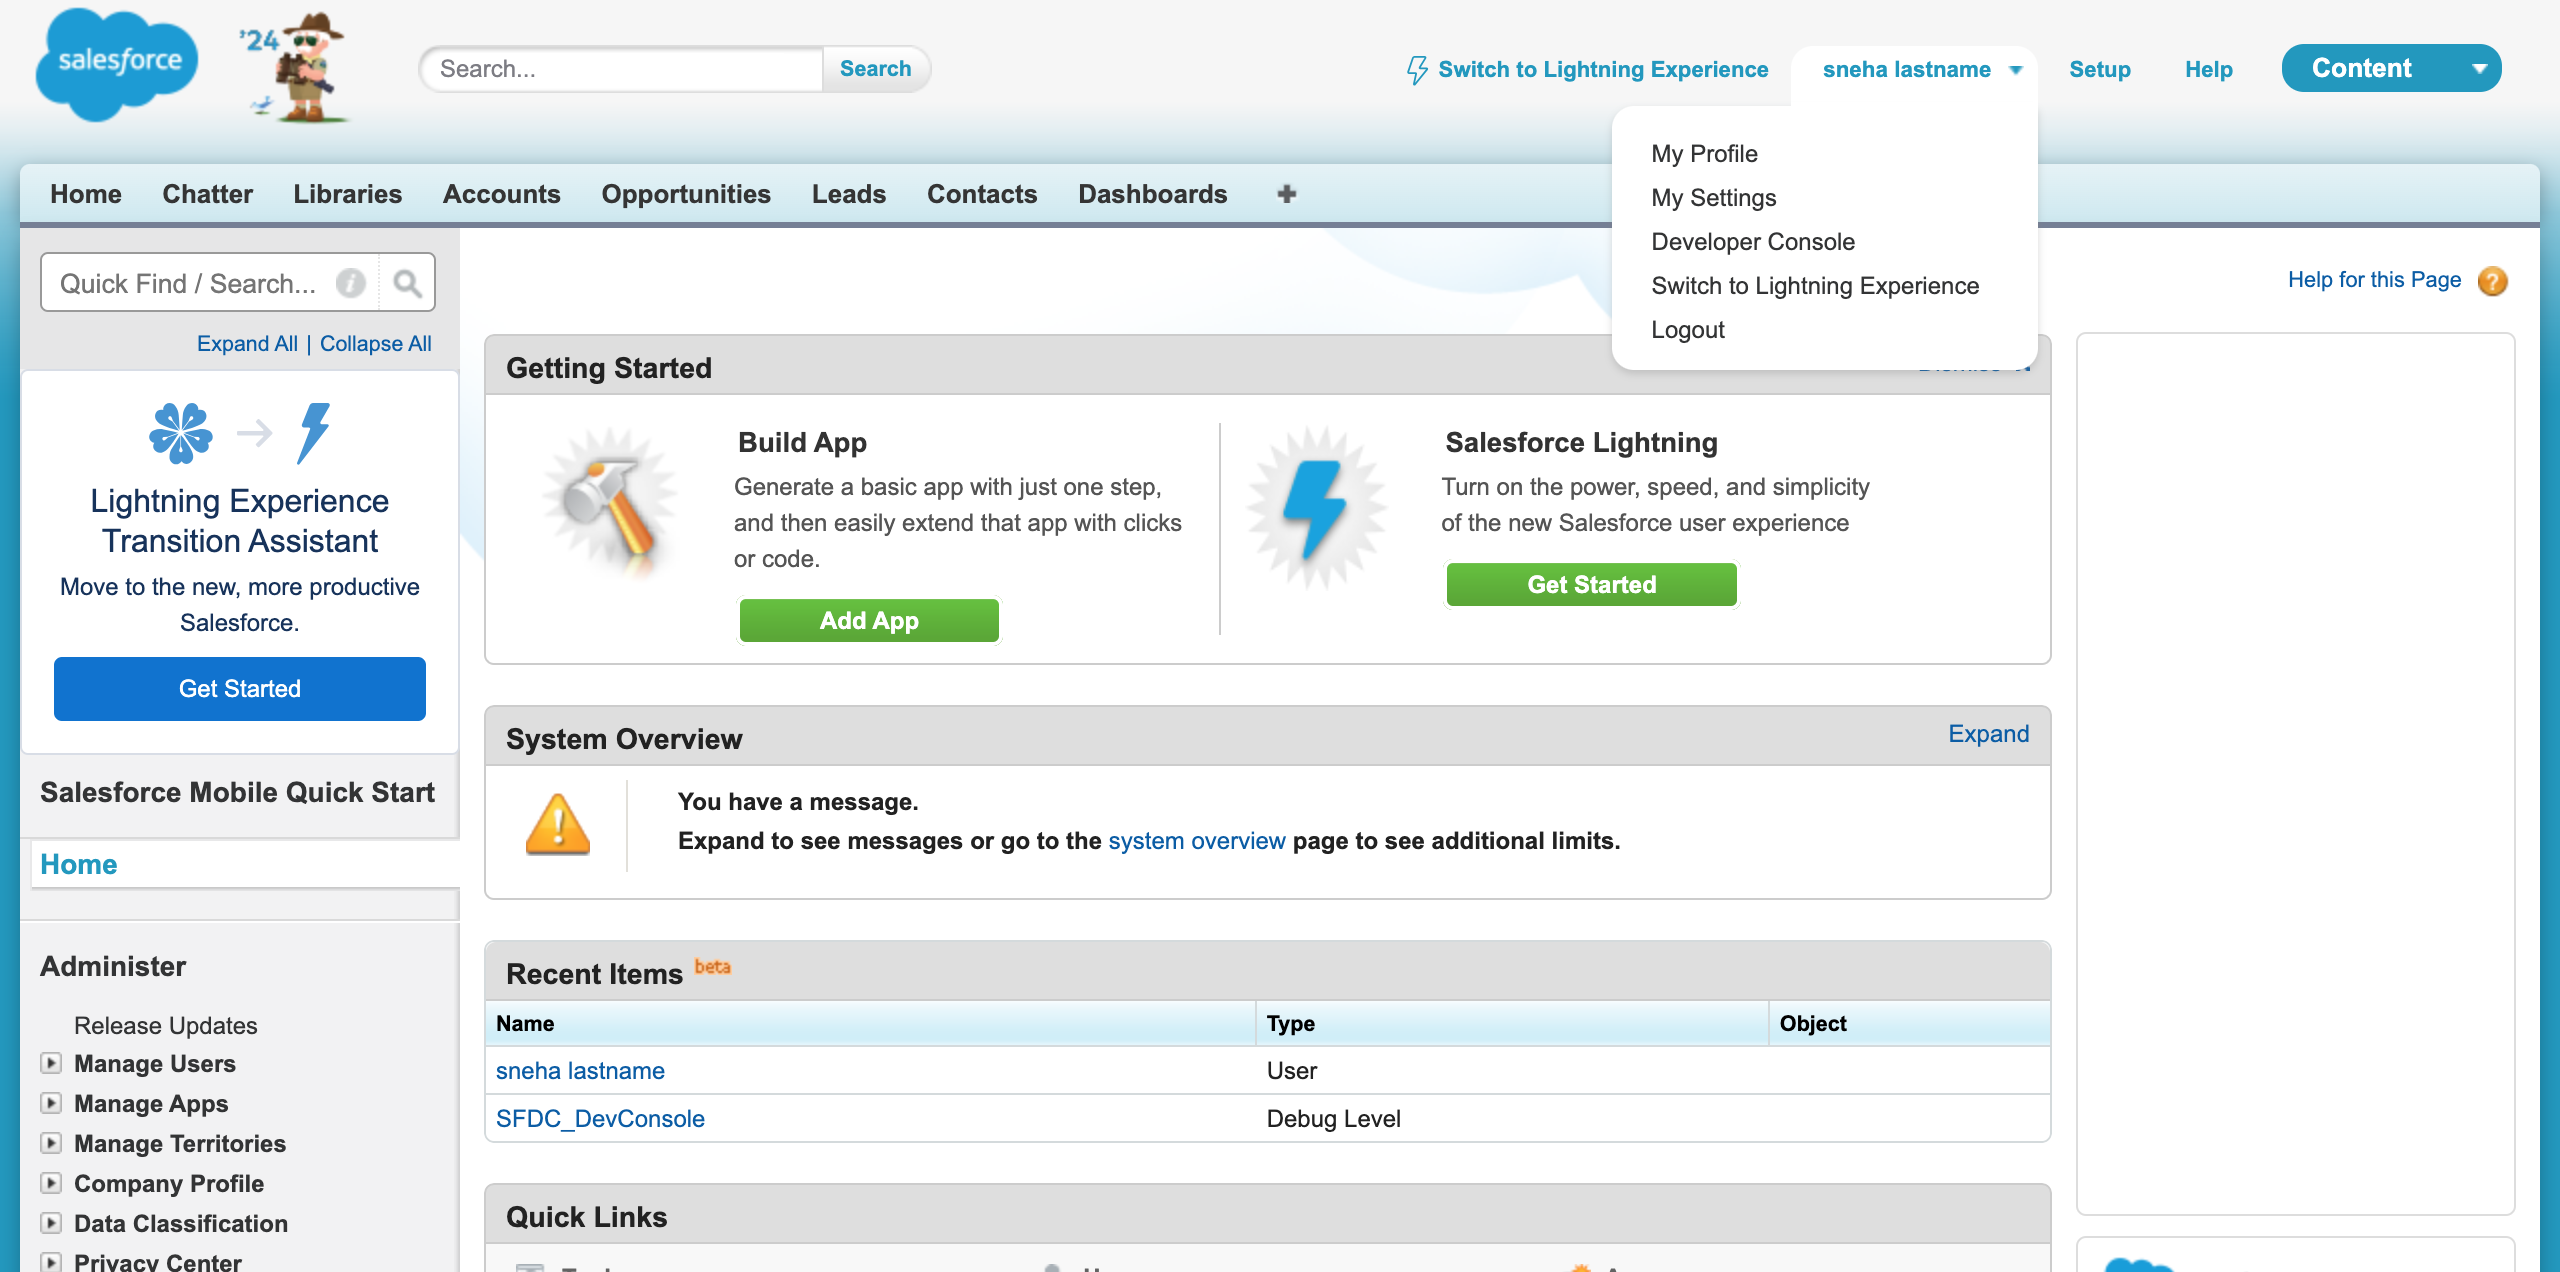 salesforce
’24
Search...
Search
Switch to Lightning Experience
sneha lastname
Setup
Help
Content
My Profile
My Settings
Developer Console
Switch to Lightning Experience
Logout
Home
Chatter
Libraries
Accounts
Opportunities
Leads
Contacts
Dashboards
Quick Find / Search...
Expand All | Collapse All
Lightning Experience
Transition Assistant
Move to the new, more productive
Salesforce.
Get Started
Salesforce Mobile Quick Start
Home
Administer
Release Updates
Manage Users
Manage Apps
Manage Territories
Company Profile
Data Classification
Privacy Center
Help for this Page
Getting Started
Build App
Generate a basic app with just one step,
and then easily extend that app with clicks
or code.
Add App
Salesforce Lightning
Turn on the power, speed, and simplicity
of the new Salesforce user experience
Get Started
System Overview
Expand
You have a message.
Expand to see messages or go to the system overview page to see additional limits.
Recent Items beta
Name Type Object
sneha lastname User
SFDC_DevConsole Debug Level
Quick Links